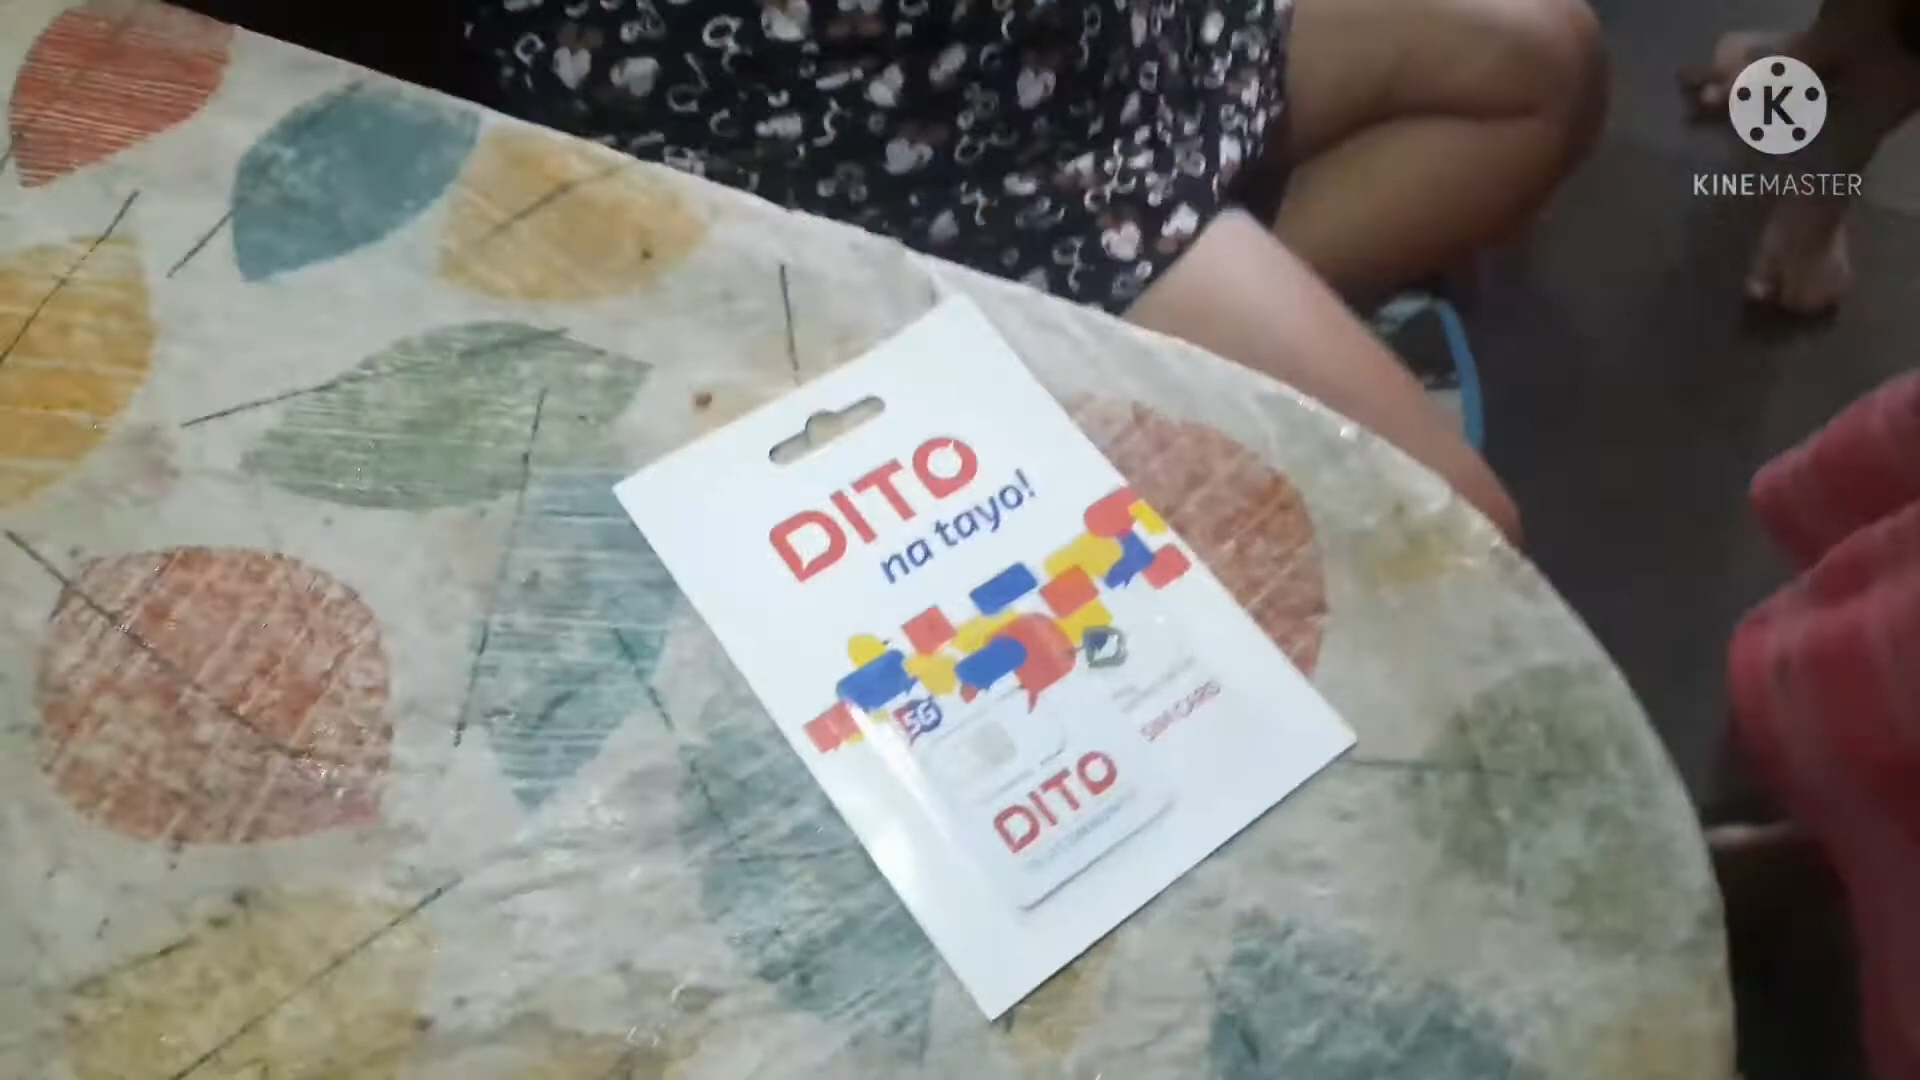 K
KINEMASTER
DITO
na tayo!
5G
SIM CARD
DITO